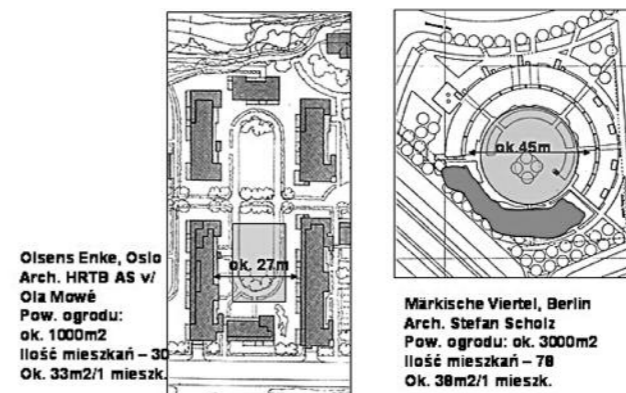 ok. 27m
Olsens Enke, Oslo
Arch. HRTB AS v/
Ola Mowé
Pow. ogrodu:
ok. 1000m2
Ilość mieszkań – 30
Ok. 33m2/1 mieszk.
ok 45m
Märkische Viertel, Berlin
Arch. Stefan Scholz
Pow. ogrodu: ok. 3000m2
Ilość mieszkań – 78
Ok. 38m2/1 mieszk.